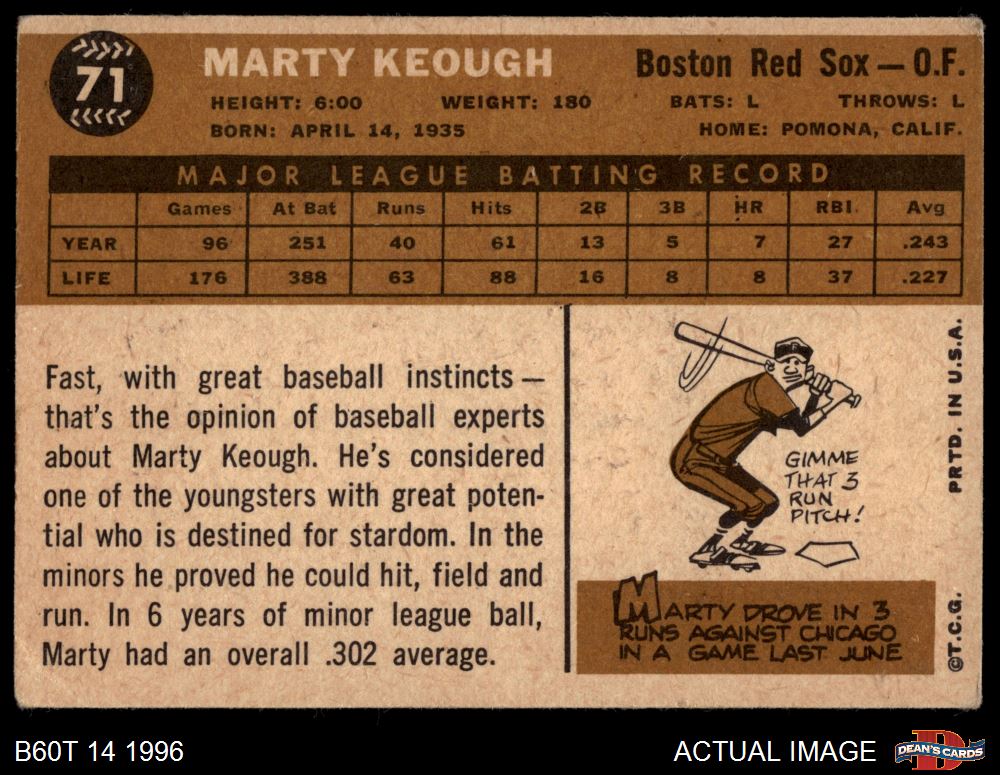 71
MARTY KEOUGH
Boston Red Sox — O.F.
HEIGHT: 6:00 WEIGHT: 180 BATS: L THROWS: L
BORN: APRIL 14, 1935 HOME: POMONA, CALIF.
MAJOR LEAGUE BATTING RECORD
Games At Bat Runs Hits 2B 3B HR RBI. Avg
YEAR 96 251 40 61 13 5 7 27 .243
LIFE 176 388 63 88 16 8 8 37 .227
Fast, with great baseball instincts —
that's the opinion of baseball experts
about Marty Keough. He's considered
one of the youngsters with great poten-
tial who is destined for stardom. In the
minors he proved he could hit, field and
run. In 6 years of minor league ball,
Marty had an overall .302 average.
GIMME
THAT 3
RUN
PITCH!
MARTY DROVE IN 3
RUNS AGAINST CHICAGO
IN A GAME LAST JUNE
©T.C.G. PRTD. IN U.S.A.
B60T 14 1996
ACTUAL IMAGE
D
DEAN'S CARDS